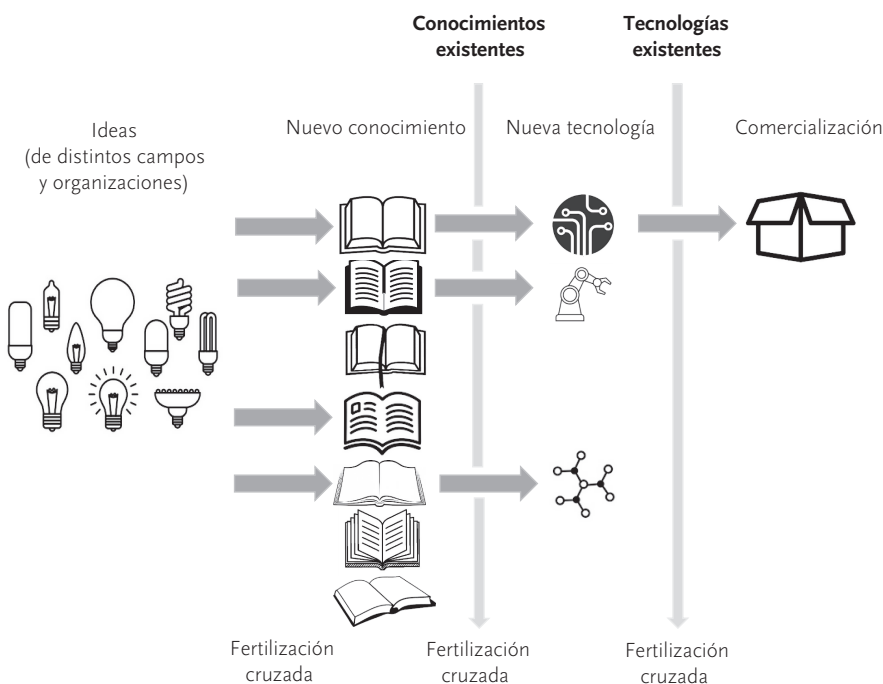 Conocimientos
existentes
Tecnologías
existentes
Ideas
(de distintos campos
y organizaciones)
Nuevo conocimiento
Nueva tecnología
Comercialización
Fertilización
cruzada
Fertilización
cruzada
Fertilización
cruzada